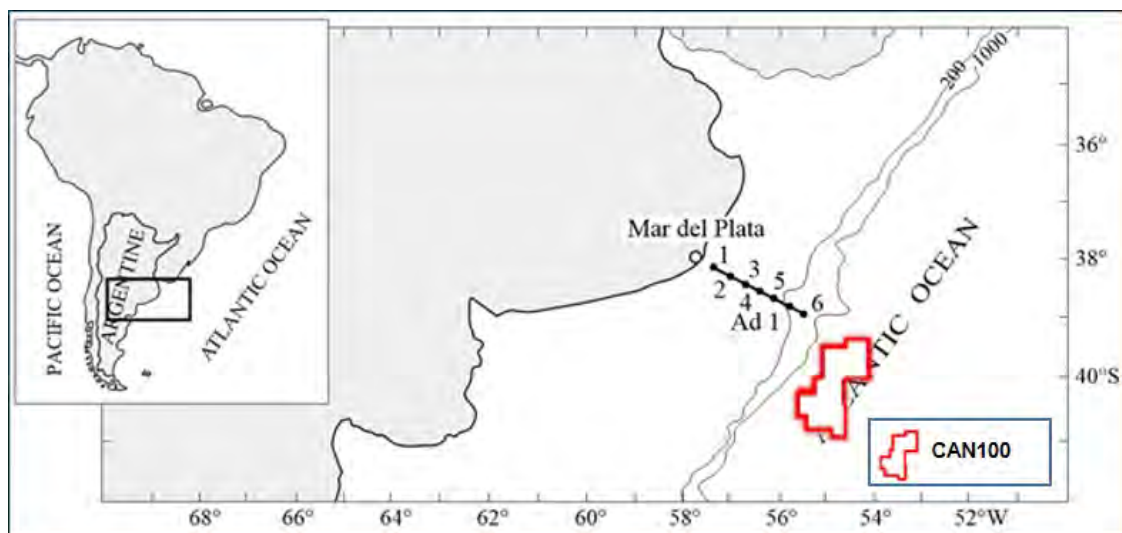 PACIFIC OCEAN
ARGENTINE
ATLANTIC OCEAN
200
1000
36°
Mar del Plata
38°
1
3
5
2
4
6
Ad 1
ANTIC OCEAN
40°S
CAN100
68°
66°
64°
62°
60°
58°
56°
54°
52°W